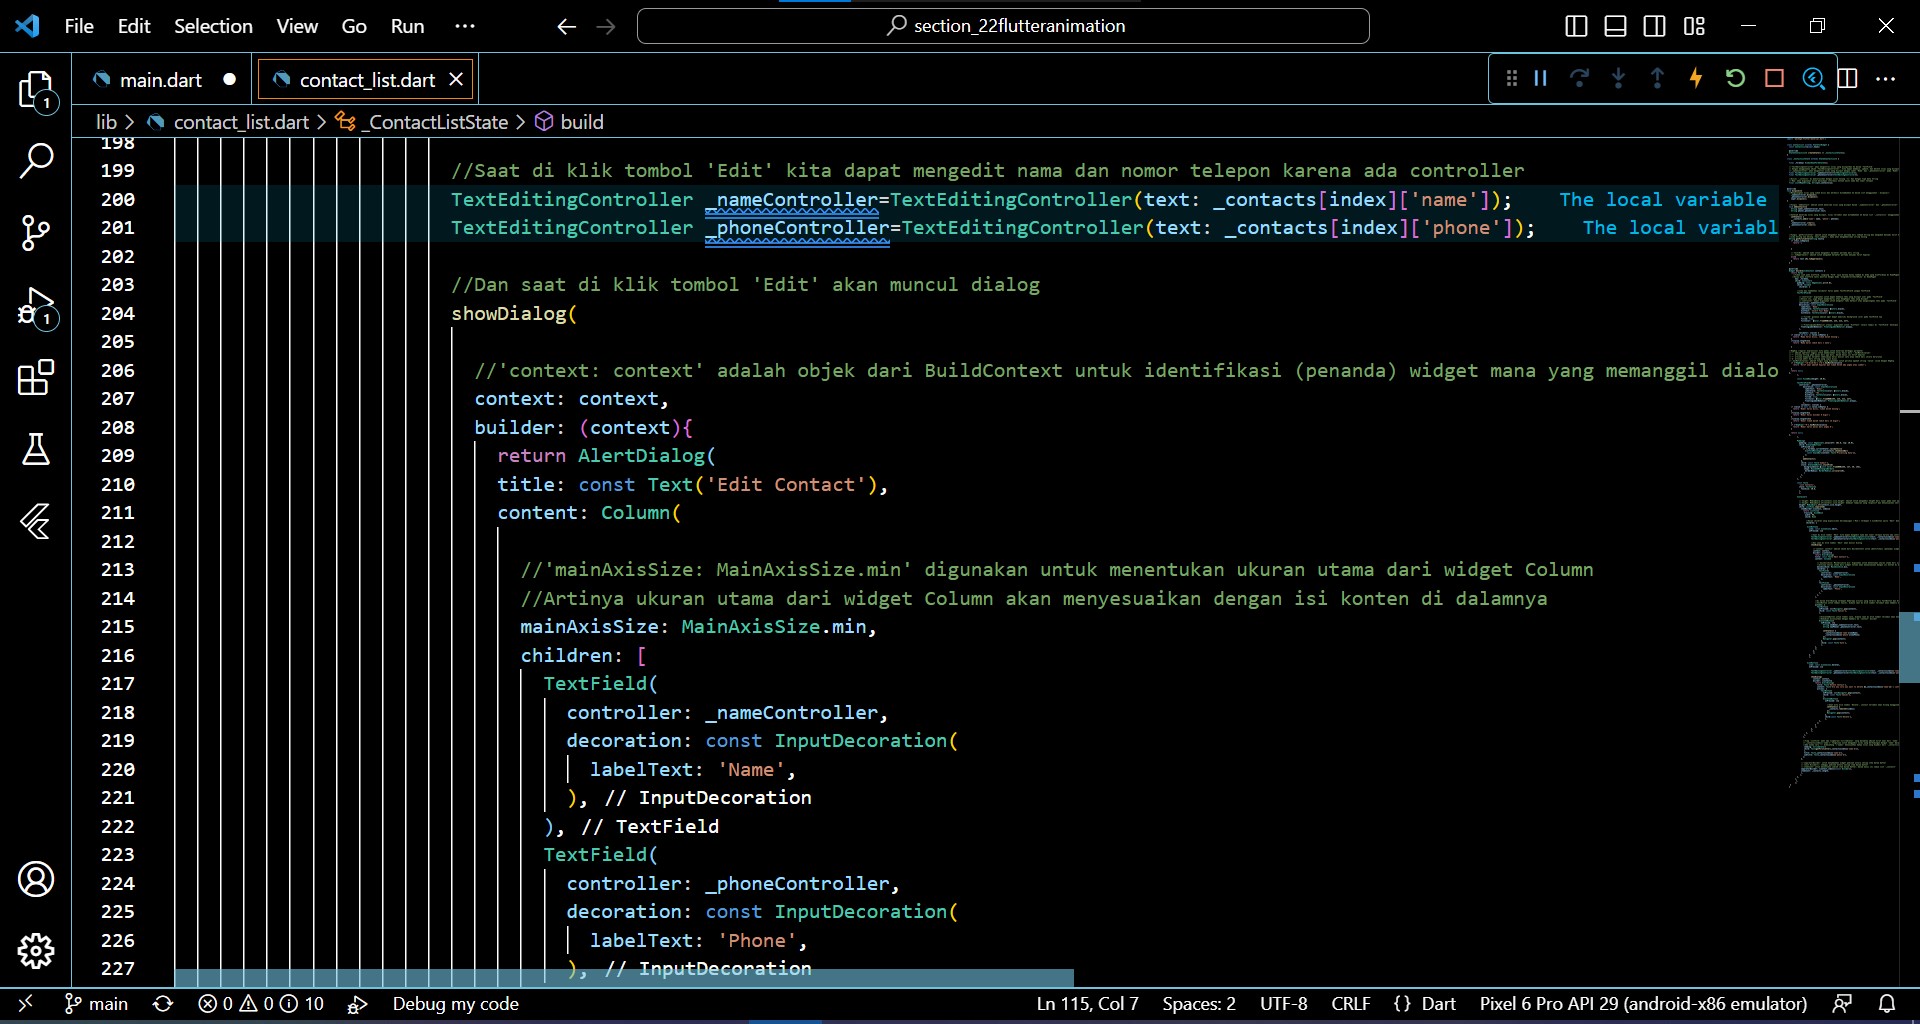 File Edit Selection View Go Run ···
section_22flutteranimation
main.dart
contact_list.dart
lib > contact_list.dart > _ContactListState > build
198
199 //Saat di klik tombol 'Edit' kita dapat mengedit nama dan nomor telepon karena ada controller
200 TextEditingController _nameController=TextEditingController(text: _contacts[index]['name']); The local variable
201 TextEditingController _phoneController=TextEditingController(text: _contacts[index]['phone']); The local variabl
202
203 //Dan saat di klik tombol 'Edit' akan muncul dialog
204 showDialog(
205
206 //'context: context' adalah objek dari BuildContext untuk identifikasi (penanda) widget mana yang memanggil dialo
207 context: context,
208 builder: (context){
209 return AlertDialog(
210 title: const Text('Edit Contact'),
211 content: Column(
212
213 //'mainAxisSize: MainAxisSize.min' digunakan untuk menentukan ukuran utama dari widget Column
214 //Artinya ukuran utama dari widget Column akan menyesuaikan dengan isi konten di dalamnya
215 mainAxisSize: MainAxisSize.min,
216 children: [
217 TextField(
218 controller: _nameController,
219 decoration: const InputDecoration(
220 labelText: 'Name',
221 ), // InputDecoration
222 ), // TextField
223 TextField(
224 controller: _phoneController,
225 decoration: const InputDecoration(
226 labelText: 'Phone',
227 ), // InputDecoration
1
1
main 0 0 10 Debug my code Ln 115, Col 7 Spaces: 2 UTF-8 CRLF {} Dart Pixel 6 Pro API 29 (android-x86 emulator)